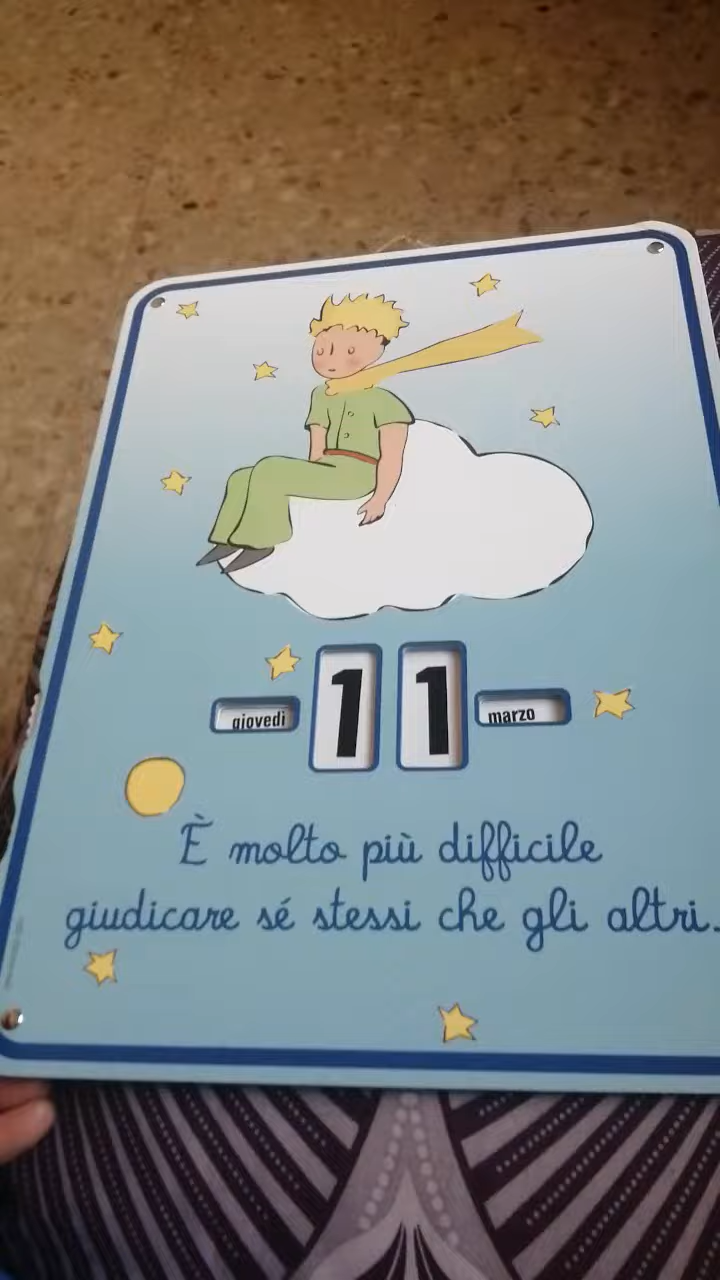 giovedì 11 marzo
È molto più difficile
giudicare sé stessi che gli altri.